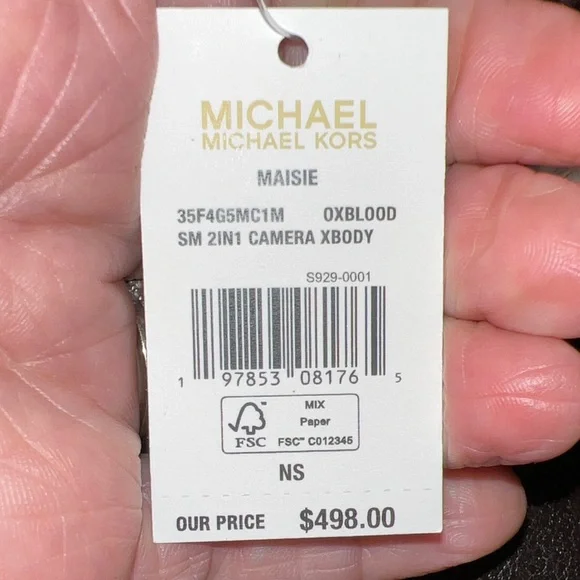 MICHAEL
MICHAEL KORS
MAISIE
35F4G5MC1M OXBLOOD
SM 2IN1 CAMERA XBODY
S929-0001
1 97853 08176 5
FSC
MIX
Paper
FSC™ C012345
NS
OUR PRICE $498.00